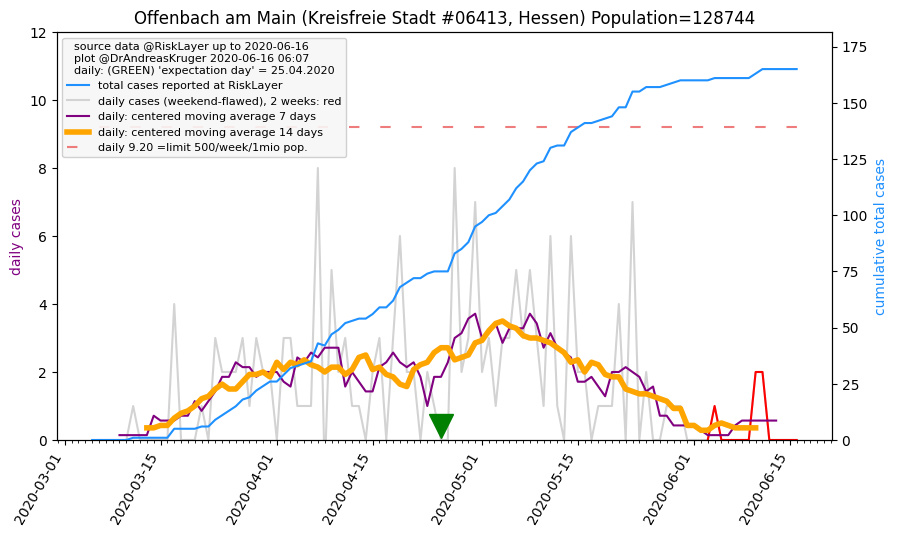 Offenbach am Main (Kreisfreie Stadt #06413, Hessen) Population=128744
source data @RiskLayer up to 2020-06-16
plot @DrAndreasKruger 2020-06-16 06:07
daily: (GREEN) 'expectation day' = 25.04.2020
total cases reported at RiskLayer
daily cases (weekend-flawed), 2 weeks: red
daily: centered moving average 7 days
daily: centered moving average 14 days
daily 9.20 =limit 500/week/1mio pop.
daily cases
12
10
8
6
4
2
0
cumulative total cases
175
150
125
100
75
50
25
0
2020-03-01
2020-03-15
2020-04-01
2020-04-15
2020-05-01
2020-05-15
2020-06-01
2020-06-15